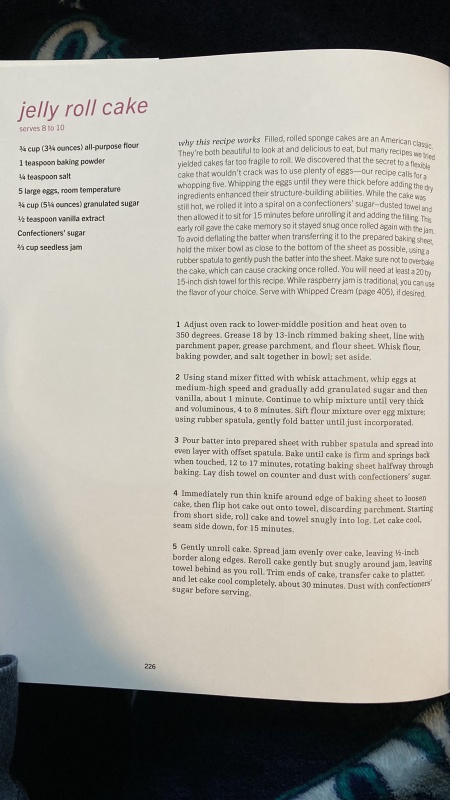 jelly roll cake
serves 8 to 10
¾ cup (3¾ ounces) all-purpose flour
1 teaspoon baking powder
¼ teaspoon salt
5 large eggs, room temperature
¾ cup (5¼ ounces) granulated sugar
½ teaspoon vanilla extract
Confectioners' sugar
⅔ cup seedless jam
why this recipe works Filled, rolled sponge cakes are an American classic.
They're both beautiful to look at and delicious to eat, but many recipes we tried
yielded cakes far too fragile to roll. We discovered that the secret to a flexible
cake that wouldn't crack was to use plenty of eggs—our recipe calls for a
whopping five. Whipping the eggs until they were thick before adding the dry
ingredients enhanced their structure-building abilities. While the cake was
still hot, we rolled it into a spiral on a confectioners' sugar–dusted towel and
then allowed it to sit for 15 minutes before unrolling it and adding the filling. This
early roll gave the cake memory so it stayed snug once rolled again with the jam.
To avoid deflating the batter when transferring it to the prepared baking sheet,
hold the mixer bowl as close to the bottom of the sheet as possible, using a
rubber spatula to gently push the batter into the sheet. Make sure not to overbake
the cake, which can cause cracking once rolled. You will need at least a 20 by
15-inch dish towel for this recipe. While raspberry jam is traditional, you can use
the flavor of your choice. Serve with Whipped Cream (page 405), if desired.
1 Adjust oven rack to lower-middle position and heat oven to
350 degrees. Grease 18 by 13-inch rimmed baking sheet, line with
parchment paper, grease parchment, and flour sheet. Whisk flour,
baking powder, and salt together in bowl; set aside.
2 Using stand mixer fitted with whisk attachment, whip eggs at
medium-high speed and gradually add granulated sugar and then
vanilla, about 1 minute. Continue to whip mixture until very thick
and voluminous, 4 to 8 minutes. Sift flour mixture over egg mixture;
using rubber spatula, gently fold batter until just incorporated.
3 Pour batter into prepared sheet with rubber spatula and spread into
even layer with offset spatula. Bake until cake is firm and springs back
when touched, 12 to 17 minutes, rotating baking sheet halfway through
baking. Lay dish towel on counter and dust with confectioners' sugar.
4 Immediately run thin knife around edge of baking sheet to loosen
cake, then flip hot cake out onto towel, discarding parchment. Starting
from short side, roll cake and towel snugly into log. Let cake cool,
seam side down, for 15 minutes.
5 Gently unroll cake. Spread jam evenly over cake, leaving ½-inch
border along edges. Reroll cake gently but snugly around jam, leaving
towel behind as you roll. Trim ends of cake, transfer cake to platter,
and let cake cool completely, about 30 minutes. Dust with confectioners'
sugar before serving.
226